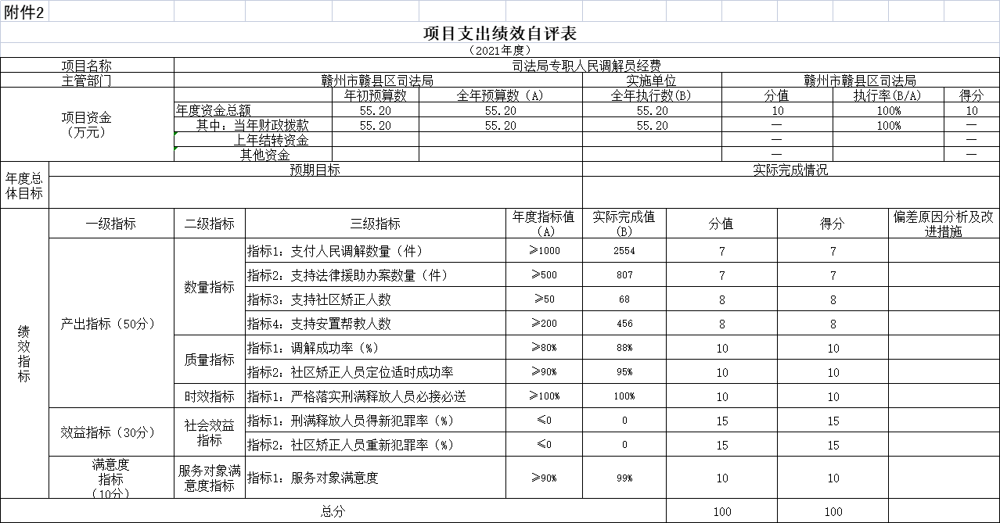 附件2
项目支出绩效自评表
（2021年度）
项目名称 司法局专职人民调解员经费
主管部门 赣州市赣县区司法局 实施单位 赣州市赣县区司法局
项目资金
（万元）
年初预算数 全年预算数（A） 全年执行数(B) 分值 执行率(B/A) 得分
年度资金总额 55.20 55.20 55.20 10 100% 10
其中：当年财政拨款 55.20 55.20 55.20 — 100% —
上年结转资金 — —
其他资金 — —
年度总体目标
预期目标 实际完成情况
绩效指标
一级指标 二级指标 三级指标 年度指标值（A） 实际完成值（B） 分值 得分 偏差原因分析及改进措施
产出指标（50分）
数量指标
指标1：支付人民调解数量（件） ≥1000 2554 7 7
指标2：支持法律援助办案数量（件） ≥500 807 7 7
指标3：支持社区矫正人数 ≥50 68 8 8
指标4：支持安置帮教人数 ≥200 456 8 8
质量指标
指标1：调解成功率（%） ≥80% 88% 10 10
指标2：社区矫正人员定位适时成功率 ≥90% 95% 10 10
时效指标 指标1：严格落实刑满释放人员必接必送 ≥100% 100% 10 10
效益指标（30分）
社会效益指标
指标1：刑满释放人员得新犯罪率（%） ≤0 0 15 15
指标2：社区矫正人员重新犯罪率（%） ≤0 0 15 15
满意度指标（10分）
服务对象满意度指标
指标1：服务对象满意度 ≥90% 99% 10 10
总分 100 100